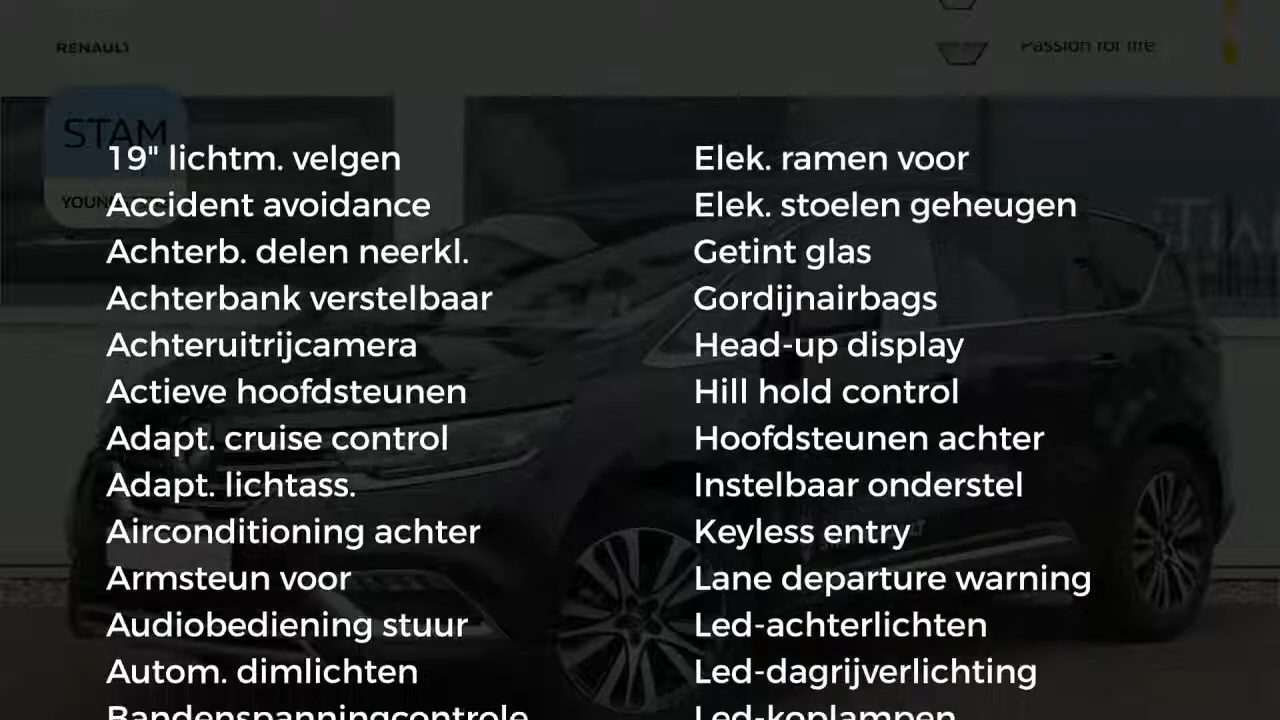 RENAULT
Passion for life
STAM
19" lichtm. velgen
Accident avoidance
Achterb. delen neerkl.
Achterbank verstelbaar
Achteruitrijcamera
Actieve hoofdsteunen
Adapt. cruise control
Adapt. lichtass.
Airconditioning achter
Armsteun voor
Audiobediening stuur
Autom. dimlichten
Bandenspanningcontrole
Elek. ramen voor
Elek. stoelen geheugen
Getint glas
Gordijnairbags
Head-up display
Hill hold control
Hoofdsteunen achter
Instelbaar onderstel
Keyless entry
Lane departure warning
Led-achterlichten
Led-dagrijverlichting
Led-koplampen